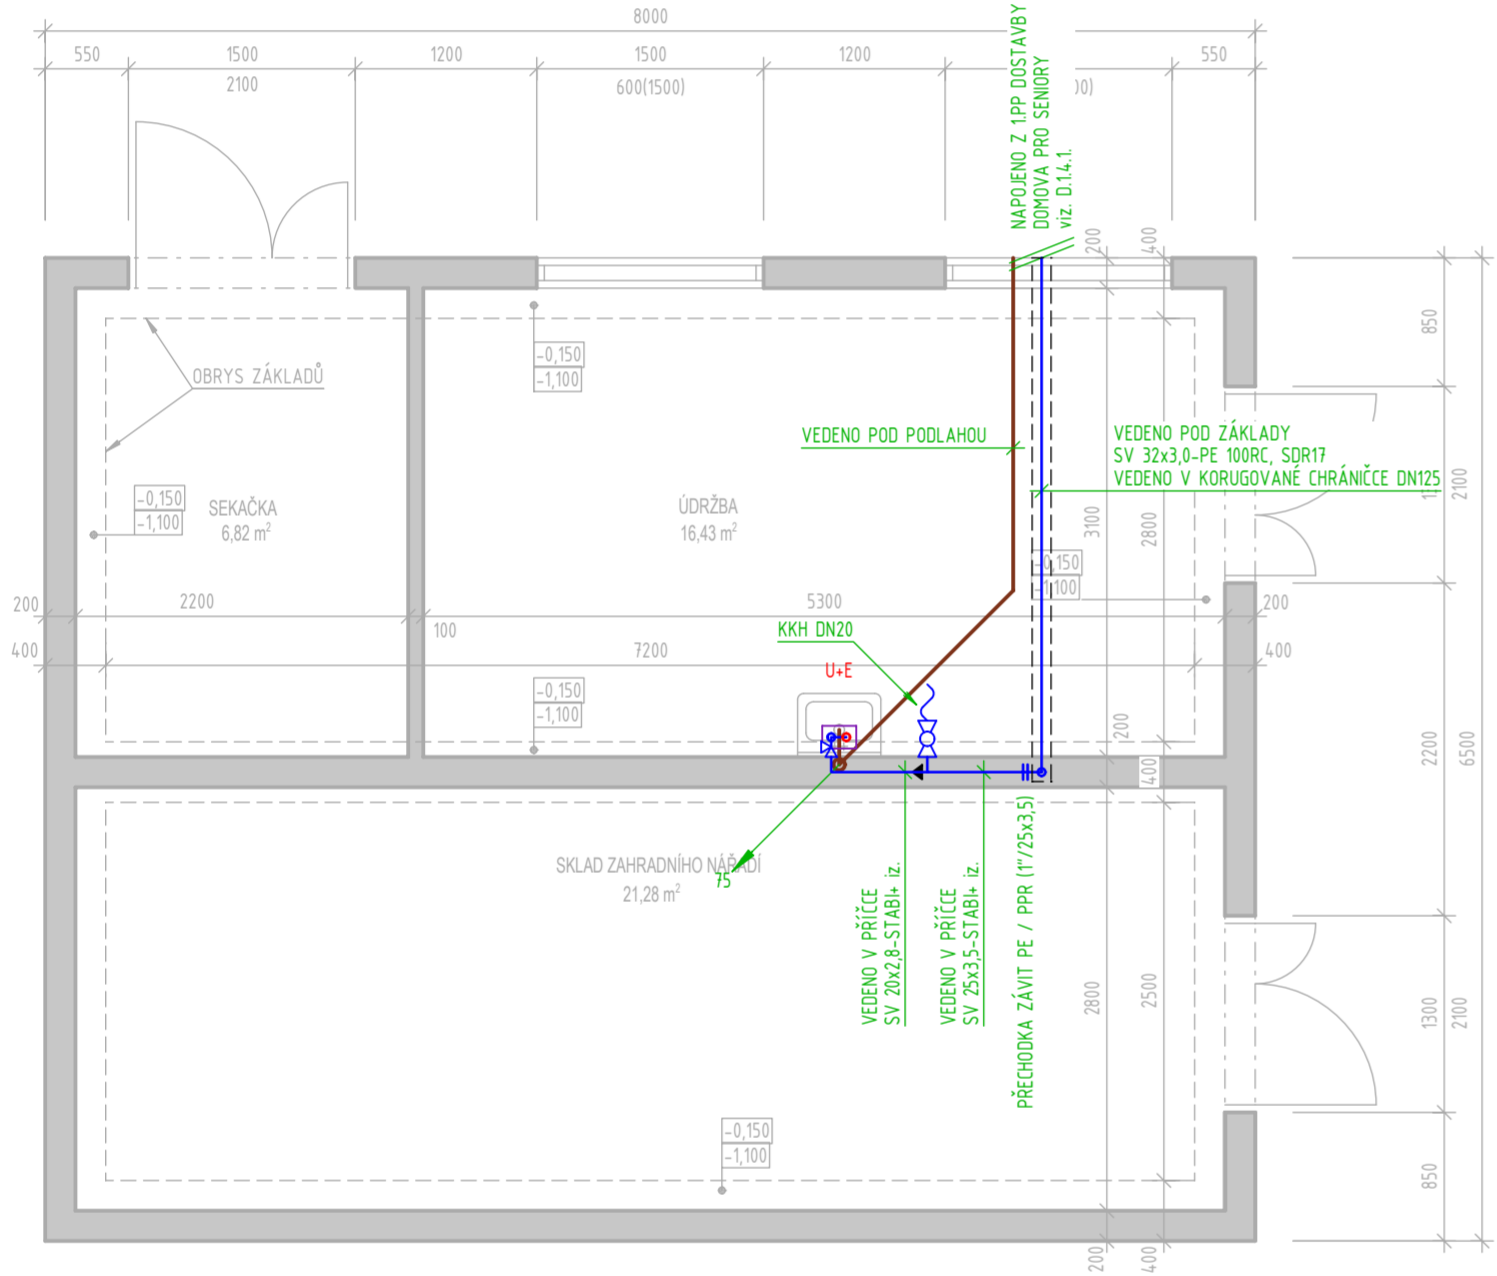 8000
550
1500
1200
1500
1200
550
2100
600(1500)
NAPOJENO Z 1.PP DOSTAVBY
DOMOVA PRO SENIORY
viz. D.1.4.1.
200
400
850
OBRYS ZÁKLADŮ
-0,150
-1,100
VEDENO POD PODLAHOU
VEDENO POD ZÁKLADY
SV 32x3,0-PE 100RC, SDR17
VEDENO V KORUGOVANÉ CHRÁNIČCE DN125
-0,150
-1,100
SEKAČKA
6,82 m²
ÚDRŽBA
16,43 m²
3100
2800
2100
-0,150
-1,100
200
2200
100
5300
200
400
7200
400
KKH DN20
U+E
-0,150
-1,100
200
400
2200
6500
SKLAD ZAHRADNÍHO NÁŘADÍ
21,28 m²
75
VEDENO V PŘÍČCE
SV 20x2,8-STABI+ iz.
VEDENO V PŘÍČCE
SV 25x3,5-STABI+ iz.
PŘECHODKA ZÁVIT PE / PPR (1"/25x3,5)
2800
2500
1300
2100
-0,150
-1,100
850
200
400